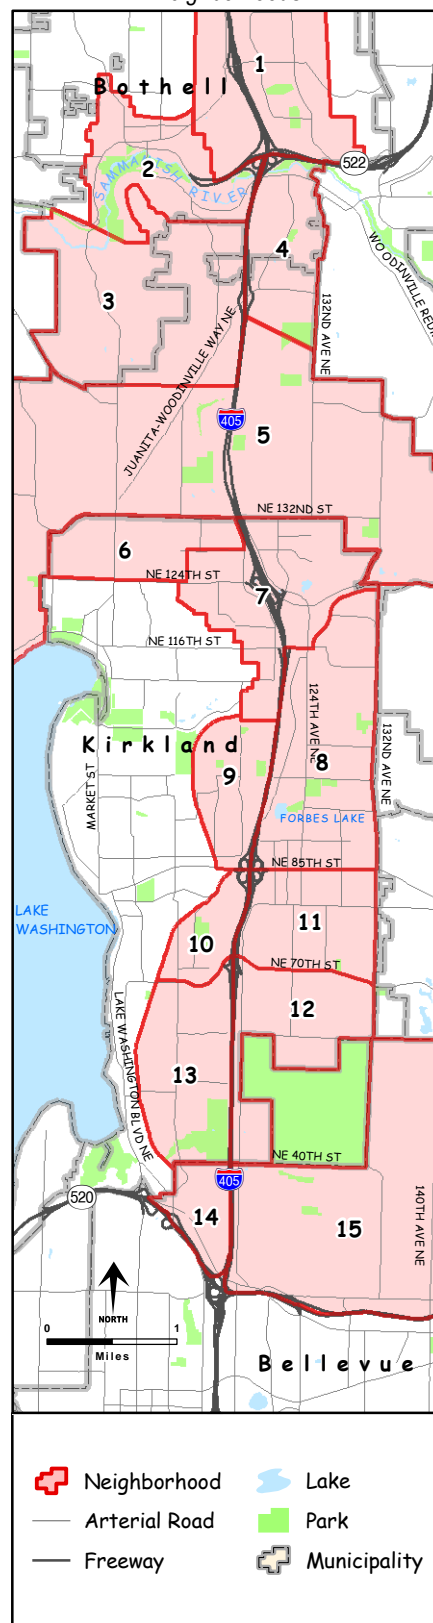 1
Bothell
522
2
SAMMAMISH RIVER
WOODINVILLE
4
3
132ND AVE NE
JUANITA-WOODINVILLE WAY NE
405
5
NE 132ND ST
6
NE 124TH ST
7
NE 116TH ST
124TH AVE NE
132ND AVE NE
Kirkland
8
9
MARKET ST
FORBES LAKE
NE 85TH ST
LAKE
WASHINGTON
11
10
NE 70TH ST
12
LAKE WASHINGTON BLVD NE
13
NE 40TH ST
405
520
14
15
140TH AVE NE
NORTH
0 1
Miles
Bellevue
Neighborhood
Lake
Arterial Road
Park
Freeway
Municipality